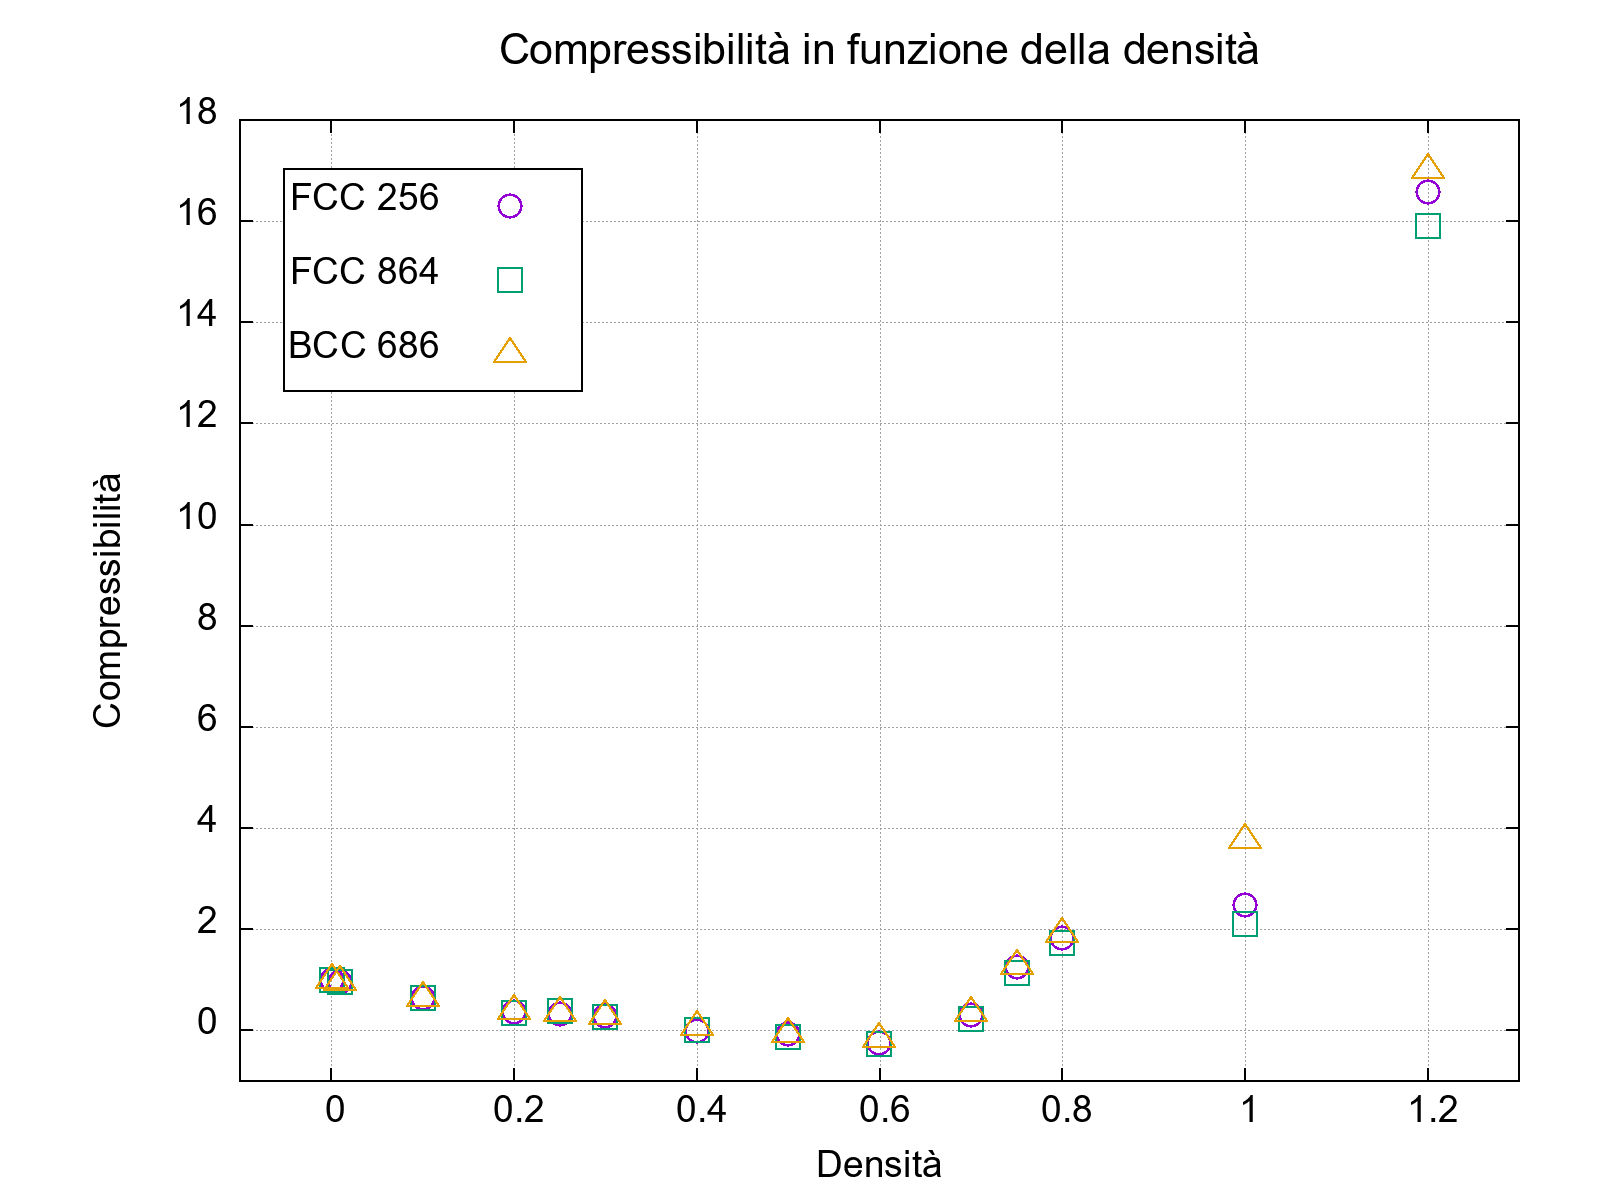 Compressibilità in funzione della densità
18
16
14
12
10
8
6
4
2
0
FCC 256
FCC 864
BCC 686
Compressibilità
0 0.2 0.4 0.6 0.8 1 1.2
Densità